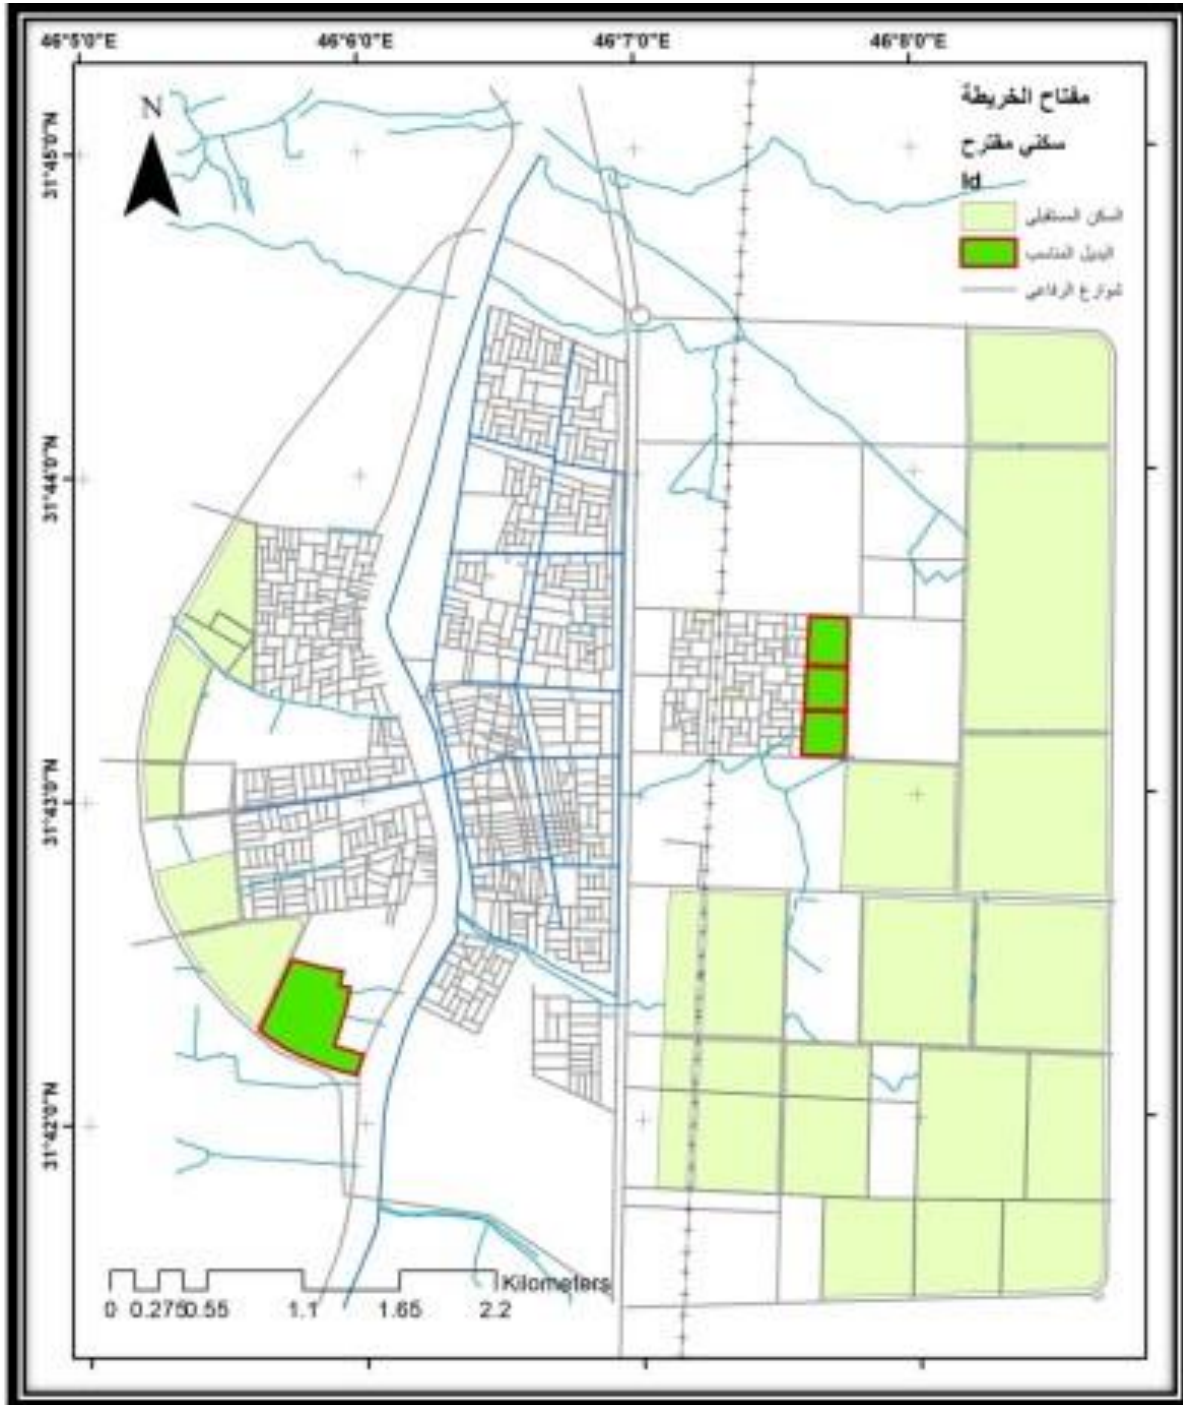 46°5'0"E 46°6'0"E 46°7'0"E 46°8'0"E
N
مفتاح الخريطة
سكني مقترح
Id
السكن المستقبلي
البديل المناسب
شوارع الرفاعي
31°45'0"N
31°44'0"N
31°43'0"N
31°42'0"N
Kilometers
0 0.275 0.55 1.1 1.65 2.2